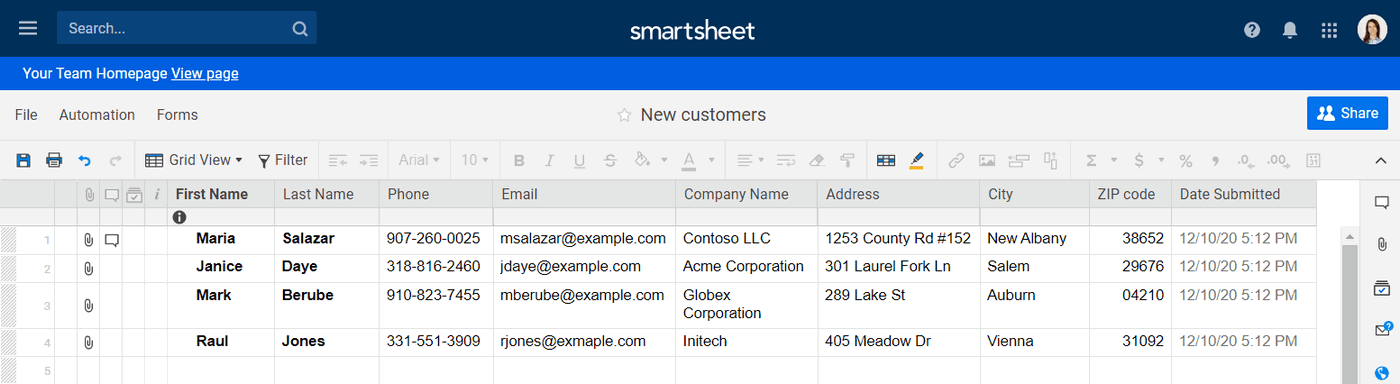 Search...
smartsheet
Your Team Homepage View page
File Automation Forms
New customers
Share
Grid View Filter Arial 10 B I U S A Σ $ % , .0 .00 31
i First Name Last Name Phone Email Company Name Address City ZIP code Date Submitted
1 Maria Salazar 907-260-0025 msalazar@example.com Contoso LLC 1253 County Rd #152 New Albany 38652 12/10/20 5:12 PM
2 Janice Daye 318-816-2460 jdaye@example.com Acme Corporation 301 Laurel Fork Ln Salem 29676 12/10/20 5:12 PM
3 Mark Berube 910-823-7455 mberube@example.com Globex Corporation 289 Lake St Auburn 04210 12/10/20 5:12 PM
4 Raul Jones 331-551-3909 rjones@exmaple.com Initech 405 Meadow Dr Vienna 31092 12/10/20 5:12 PM
5